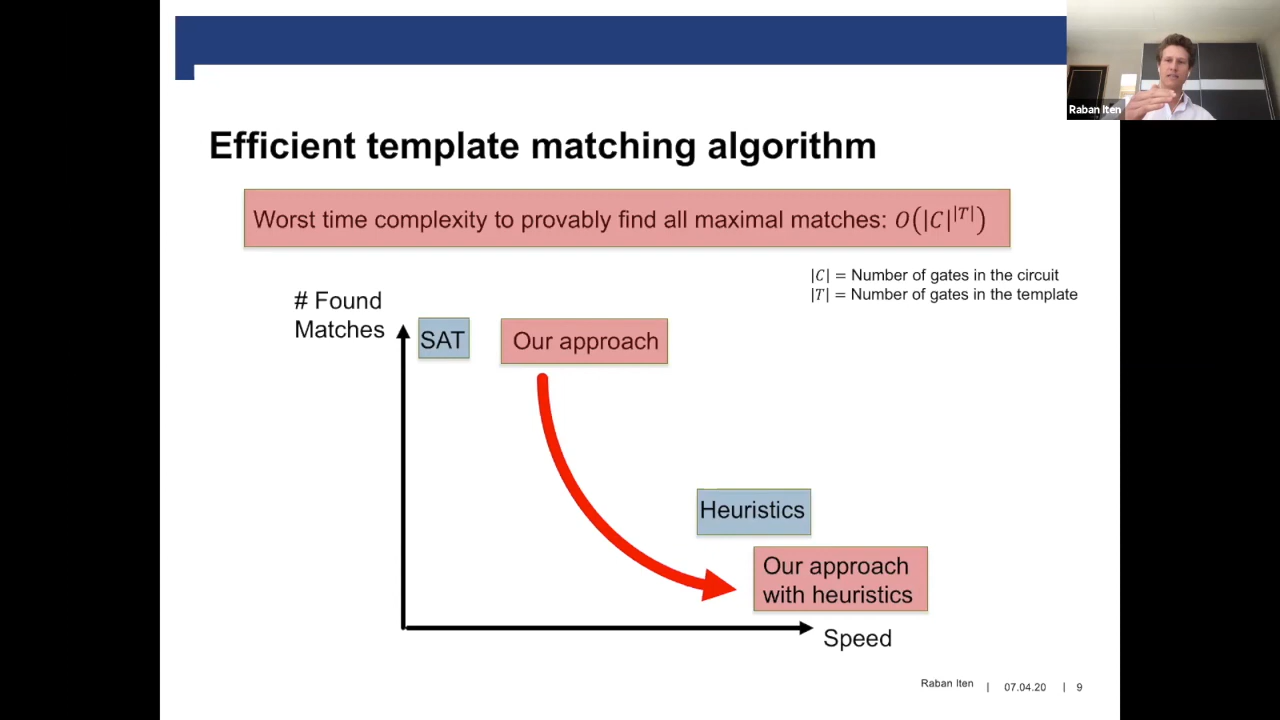 Raban Iten
Efficient template matching algorithm
Worst time complexity to provably find all maximal matches: 𝑂(|𝐶|^{|𝑇|})
|𝐶| = Number of gates in the circuit
|𝑇| = Number of gates in the template
# Found
Matches
SAT
Our approach
Heuristics
Our approach
with heuristics
Speed
Raban Iten | 07.04.20 | 9